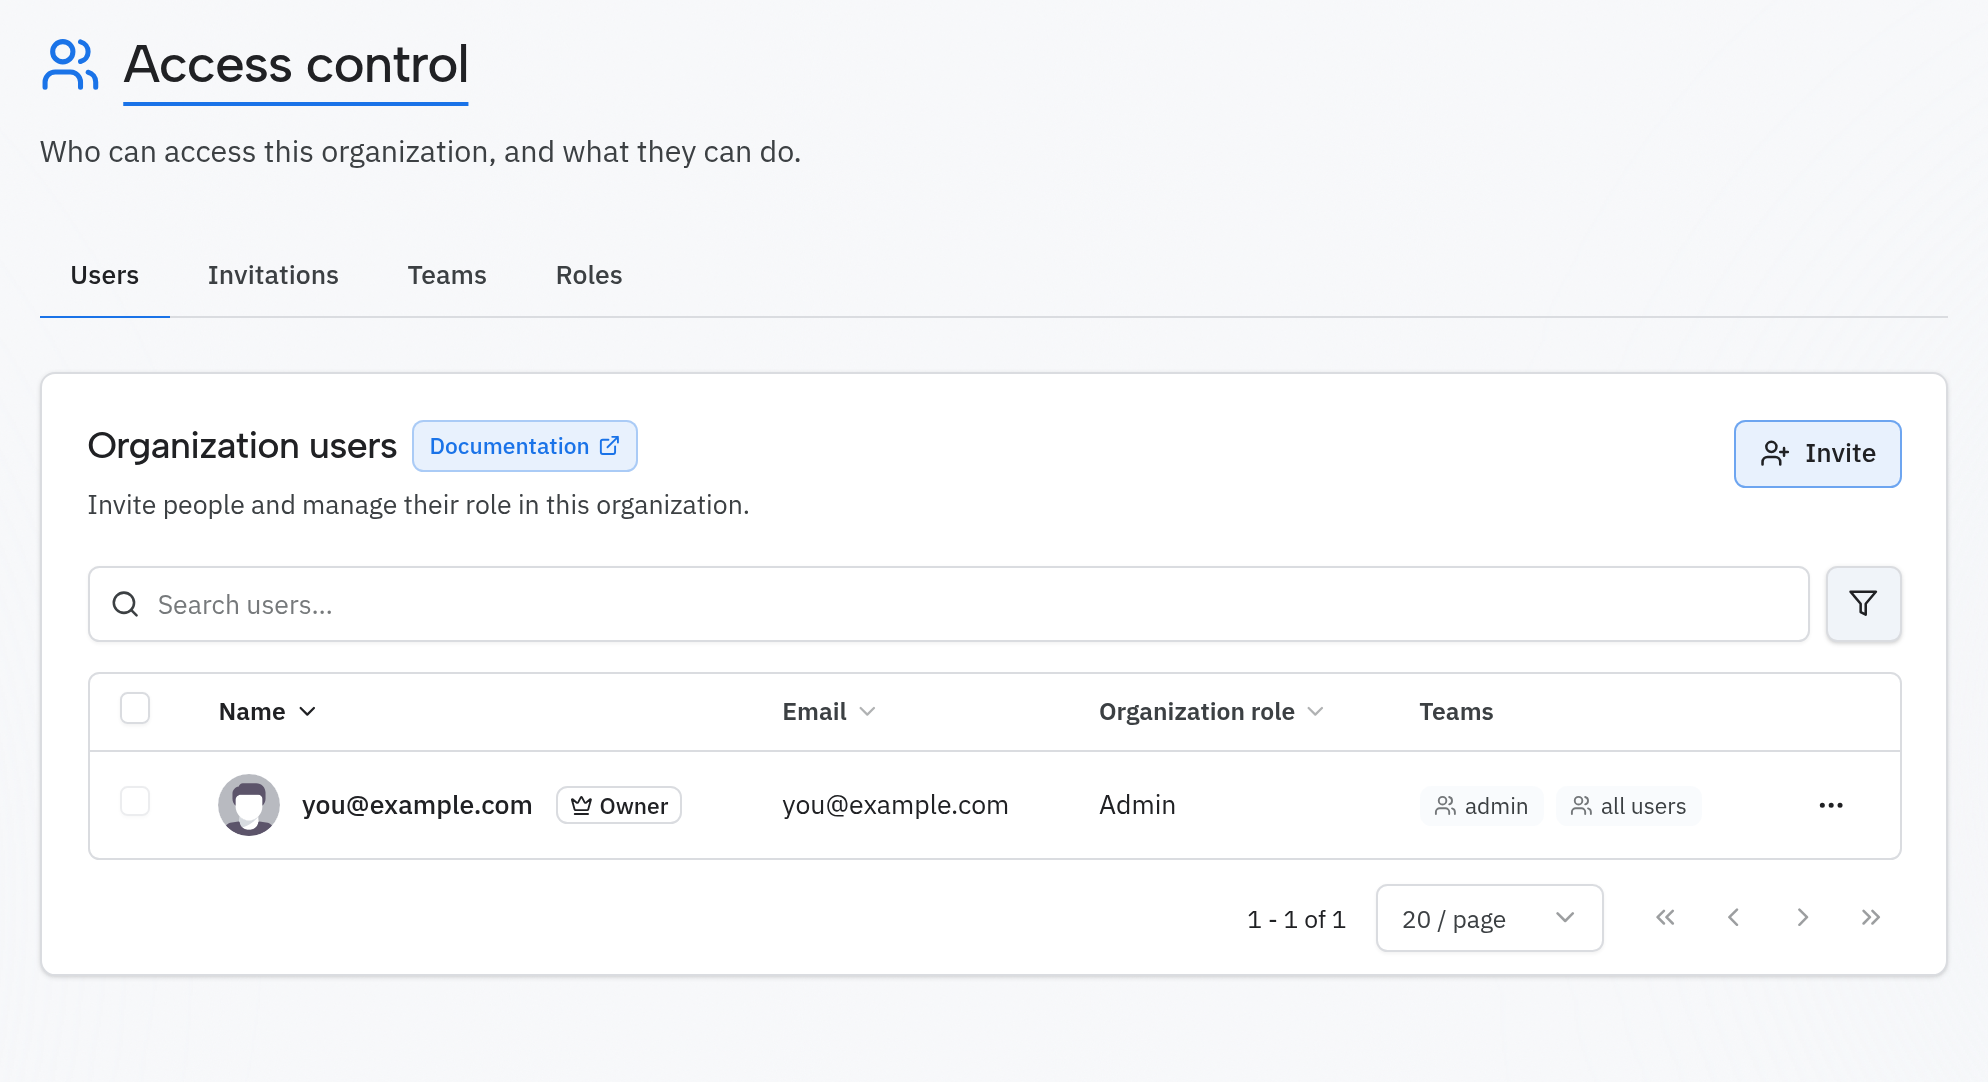 Access control
Who can access this organization, and what they can do.
Users Invitations Teams Roles
Organization users Documentation
Invite
Invite people and manage their role in this organization.
Search users...
Name Email Organization role Teams
you@example.com Owner you@example.com Admin admin all users
1 - 1 of 1 20 / page